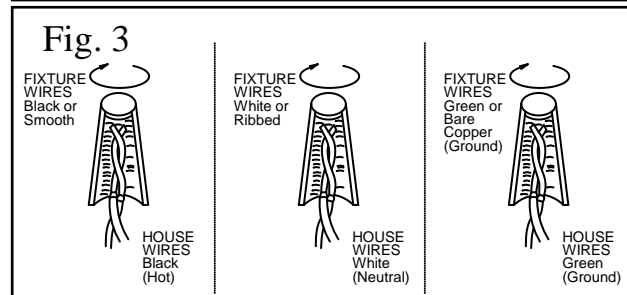 Fig. 3
FIXTURE
WIRES
Black or
Smooth
HOUSE
WIRES
Black
(Hot)
FIXTURE
WIRES
White or
Ribbed
HOUSE
WIRES
White
(Neutral)
FIXTURE
WIRES
Green or
Bare
Copper
(Ground)
HOUSE
WIRES
Green
(Ground)